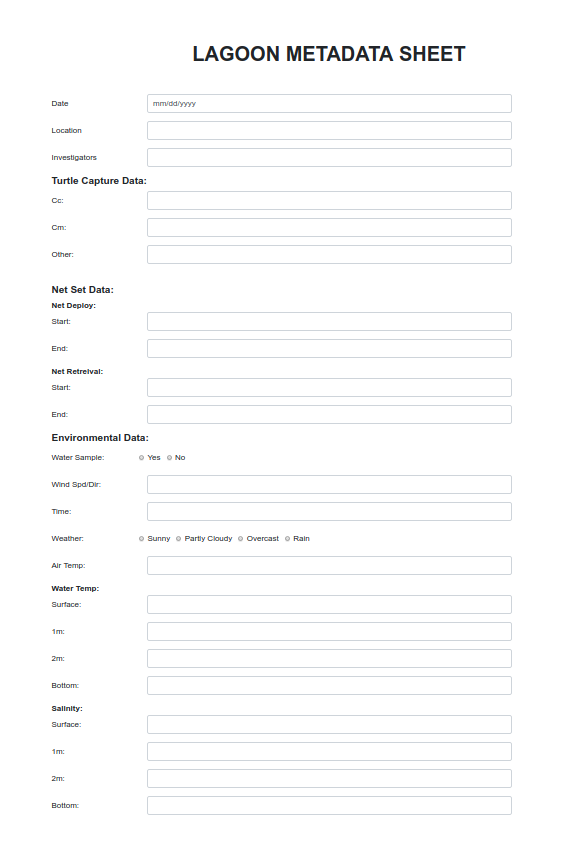 LAGOON METADATA SHEET
Date mm/dd/yyyy
Location
Investigators
Turtle Capture Data:
Cc:
Cm:
Other:
Net Set Data:
Net Deploy:
Start:
End:
Net Retreival:
Start:
End:
Environmental Data:
Water Sample: Yes No
Wind Spd/Dir:
Time:
Weather: Sunny Partly Cloudy Overcast Rain
Air Temp:
Water Temp:
Surface:
1m:
2m:
Bottom:
Salinity:
Surface:
1m:
2m:
Bottom: